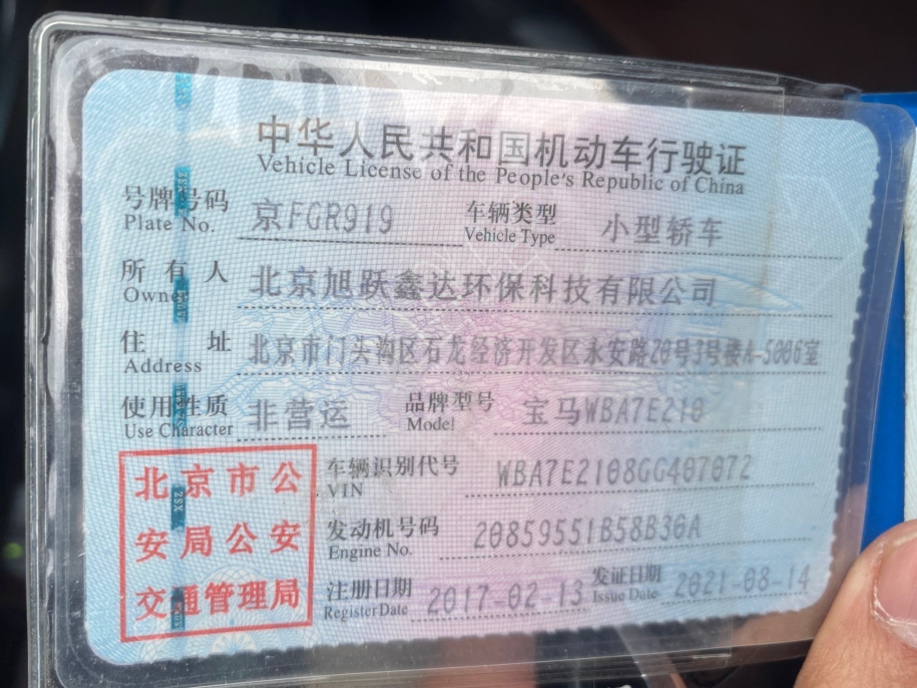 中华人民共和国机动车行驶证
Vehicle License of the People's Republic of China
号牌号码 京FGR919 车辆类型 小型轿车
Plate No. Vehicle Type
所有人 北京旭跃鑫达环保科技有限公司
Owner
住址 北京市门头沟区石龙经济开发区永安路20号3号楼A-5006室
Address
使用性质 非营运 品牌型号 宝马WBA7E210
Use Character Model
北京市公
安局公安
交通管理局
车辆识别代号 WBA7E2108GG407072
VIN
发动机号码 20859551B58B30A
Engine No.
注册日期 2017-02-13 发证日期 2021-08-14
Register Date Issue Date